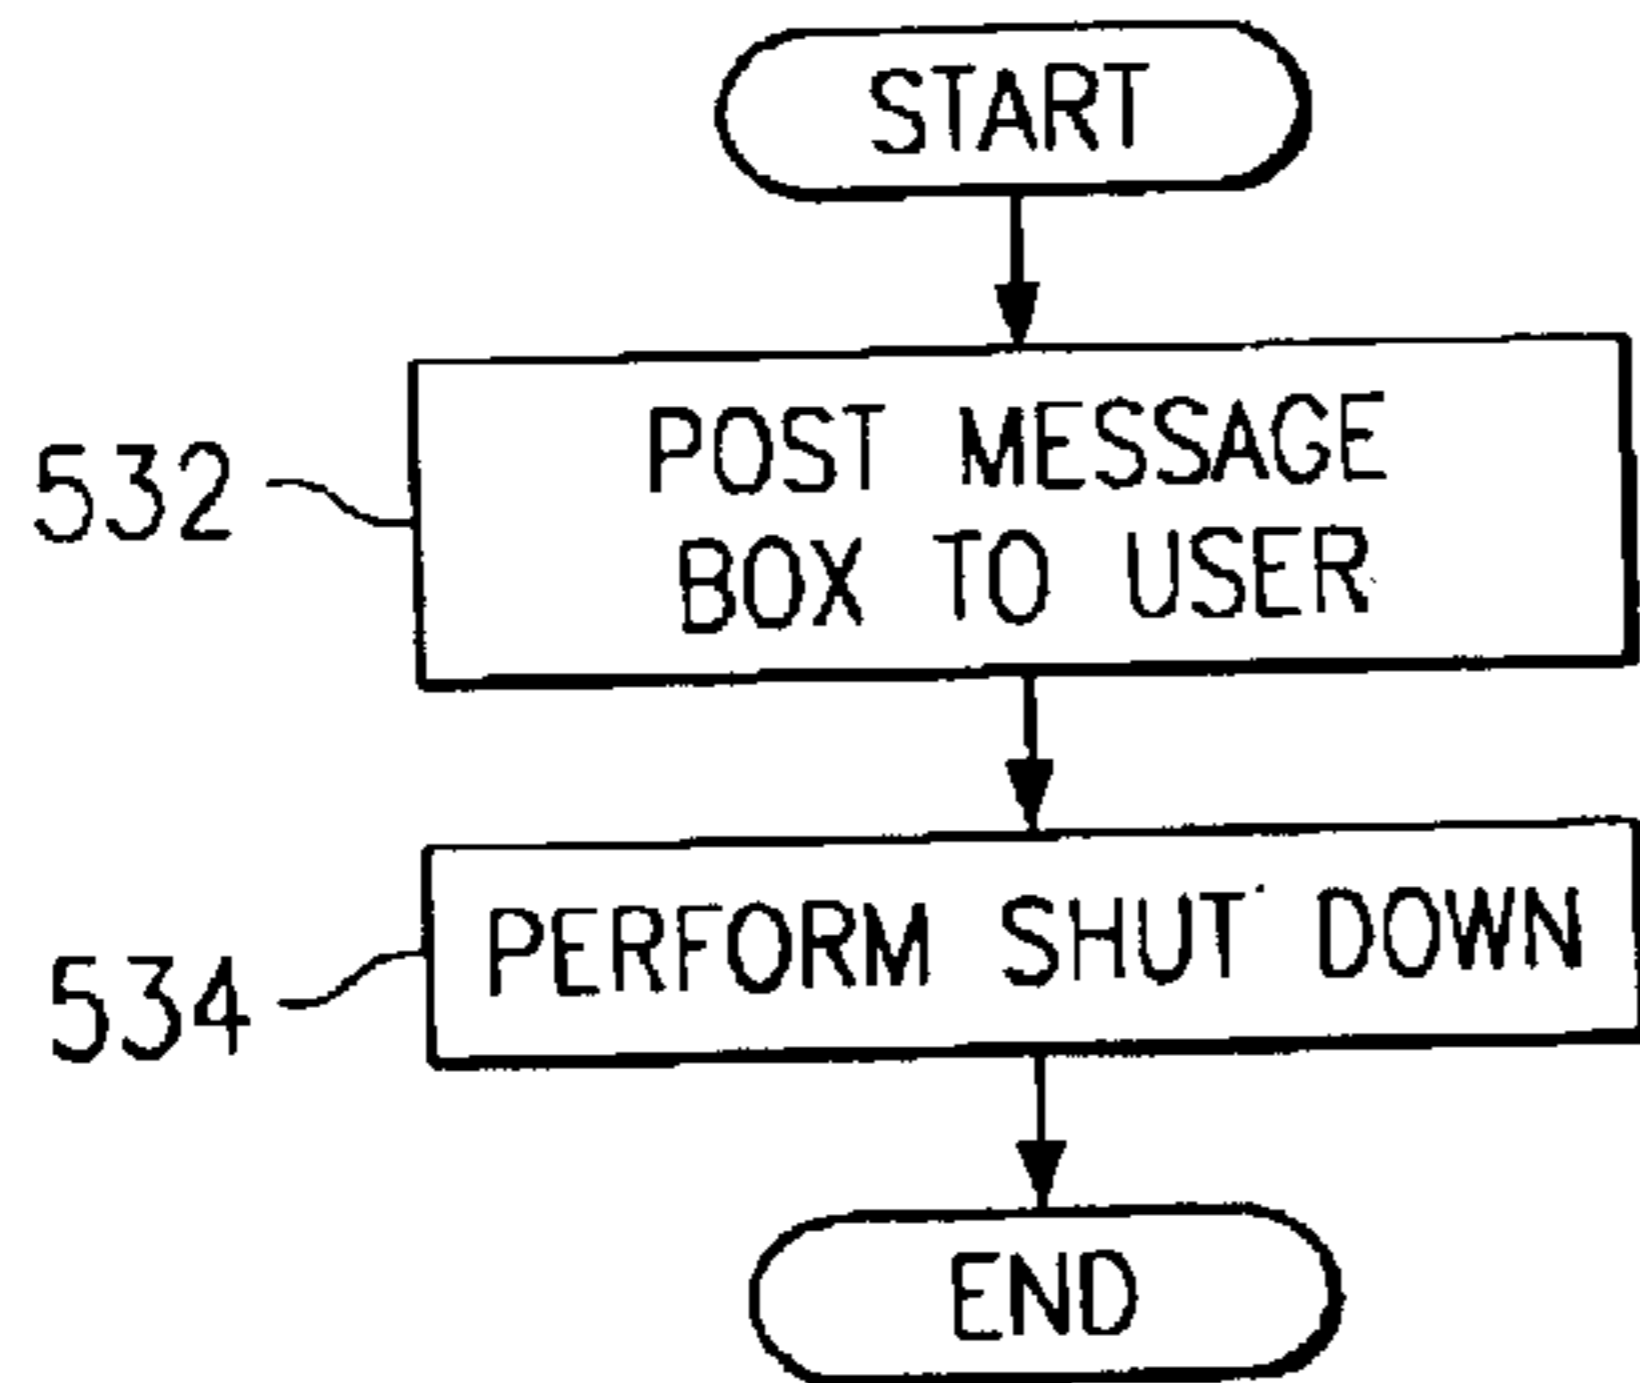 START
532
POST MESSAGE
BOX TO USER
534
PERFORM SHUT DOWN
END